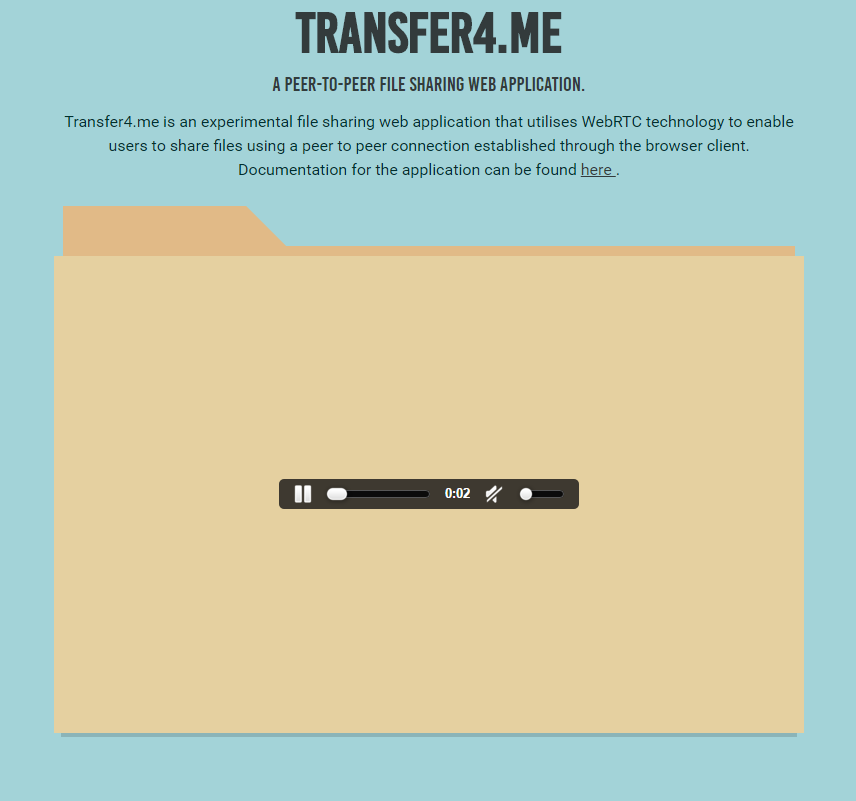 TRANSFER4.ME
A PEER-TO-PEER FILE SHARING WEB APPLICATION.
Transfer4.me is an experimental file sharing web application that utilises WebRTC technology to enable
users to share files using a peer to peer connection established through the browser client.
Documentation for the application can be found here .
0:02